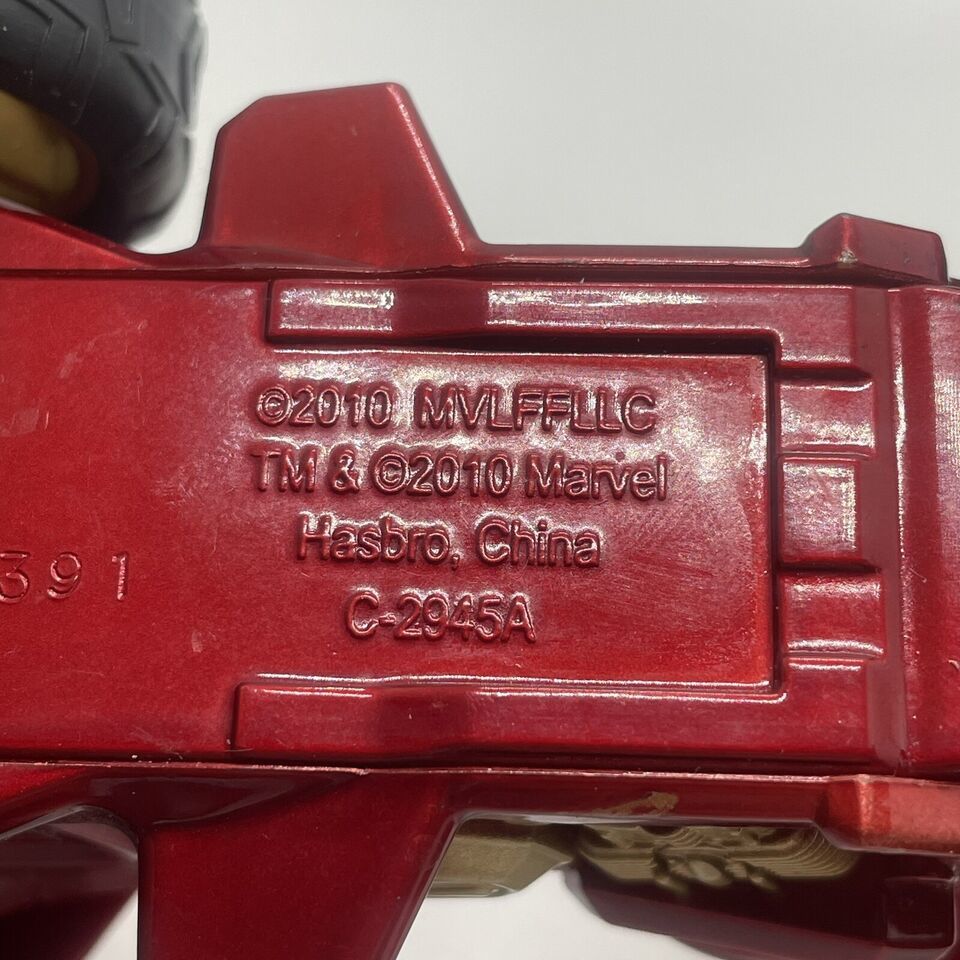 ©2010 MVLFFLLC
TM & ©2010 Marvel
Hasbro, China
C-2945A
391